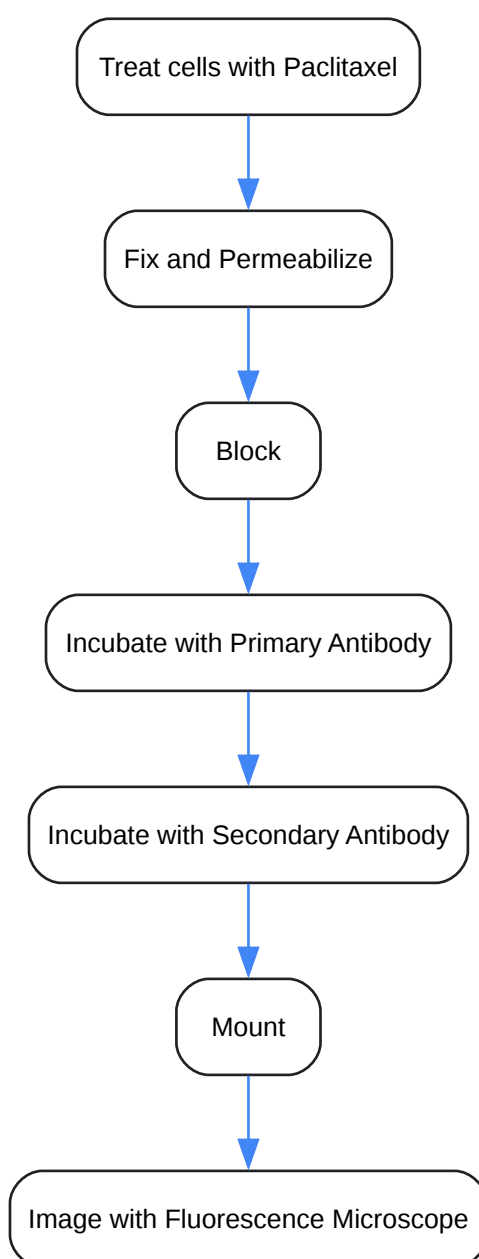 Treat cells with Paclitaxel
Fix and Permeabilize
Block
Incubate with Primary Antibody
Incubate with Secondary Antibody
Mount
Image with Fluorescence Microscope